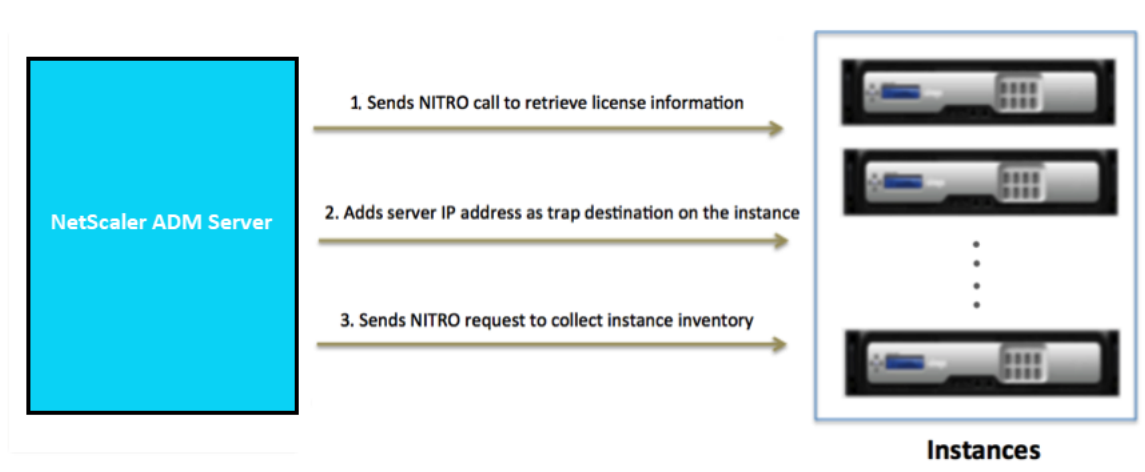 1. Sends NITRO call to retrieve license information
NetScaler ADM Server
2. Adds server IP address as trap destination on the instance
3. Sends NITRO request to collect instance inventory
Instances